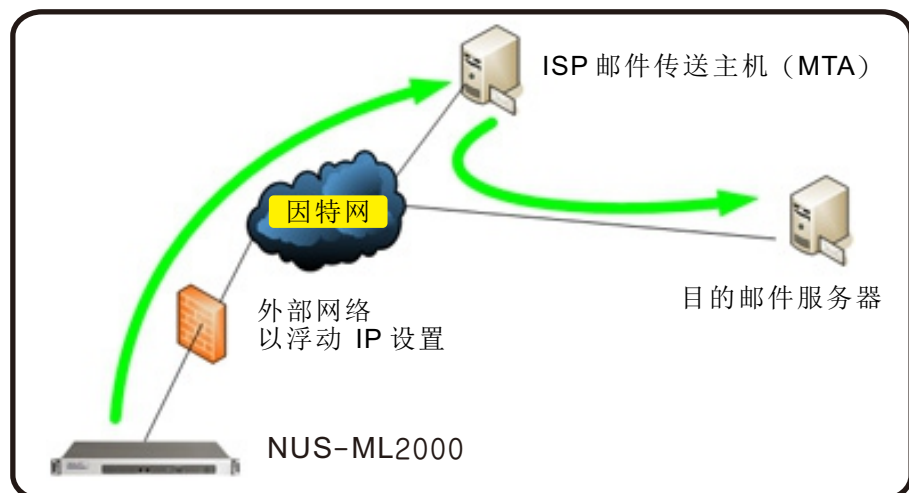 ISP 邮件传送主机（MTA）
因特网
目的邮件服务器
外部网络
以浮动 IP 设置
NUS-ML2000